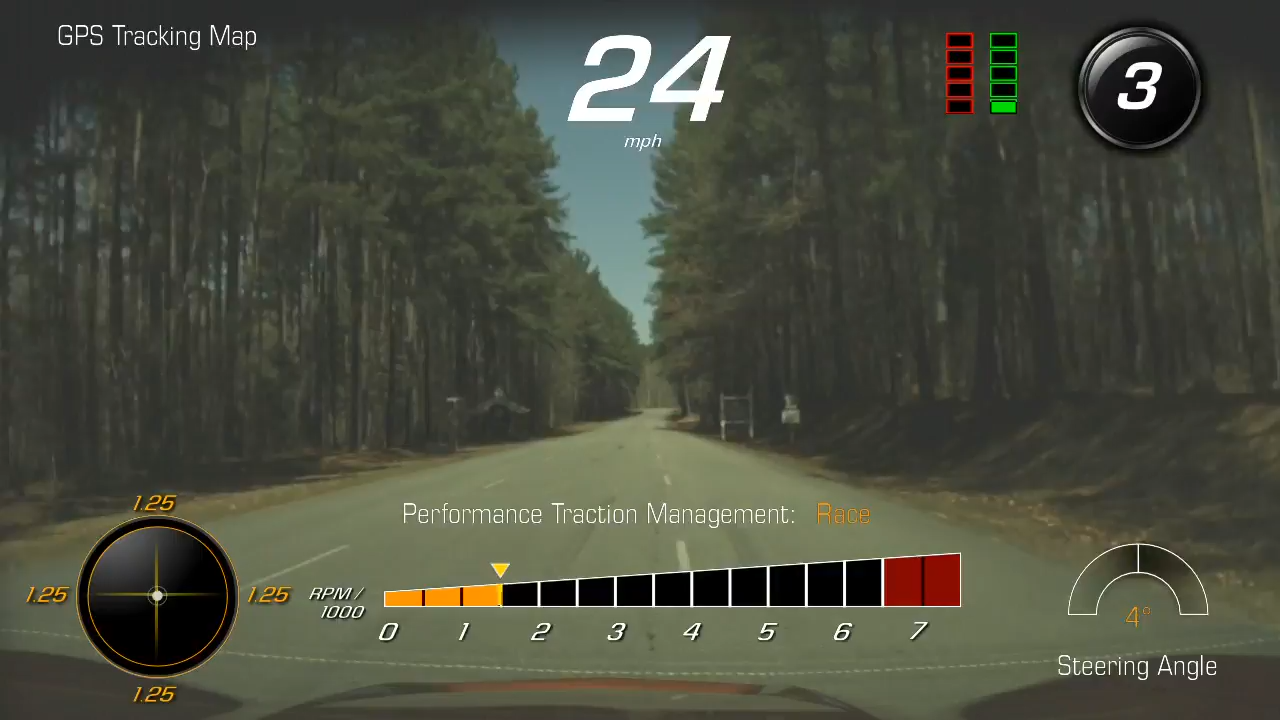 GPS Tracking Map
24
mph
3
Performance Traction Management: Race
1.25
1.25
1.25
1.25
RPM /
1000
0 1 2 3 4 5 6 7
4°
Steering Angle